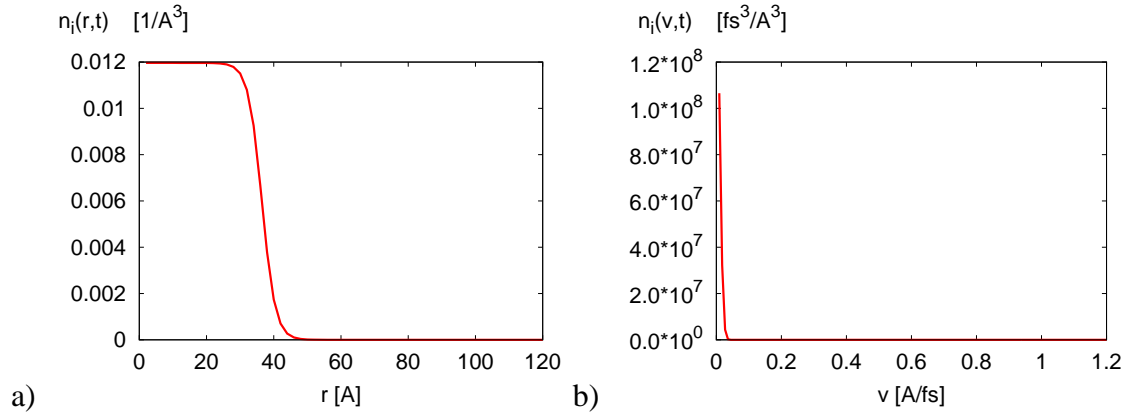 n_i(r,t) [1/A^3]
0.012
0.01
0.008
0.006
0.004
0.002
0
0 20 40 60 80 100 120
r [A]
a)
n_i(v,t) [fs^3/A^3]
1.2*10^8
1.0*10^8
8.0*10^7
6.0*10^7
4.0*10^7
2.0*10^7
0.0*10^0
0 0.2 0.4 0.6 0.8 1 1.2
v [A/fs]
b)